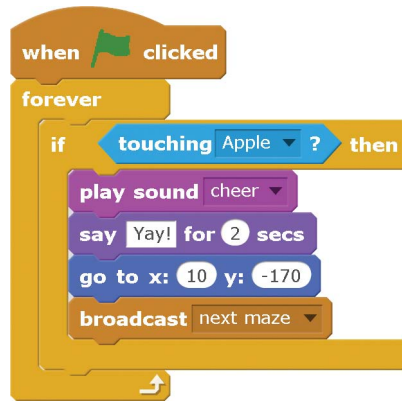 when clicked
forever
if touching Apple ? then
play sound cheer
say Yay! for 2 secs
go to x: 10 y: -170
broadcast next maze